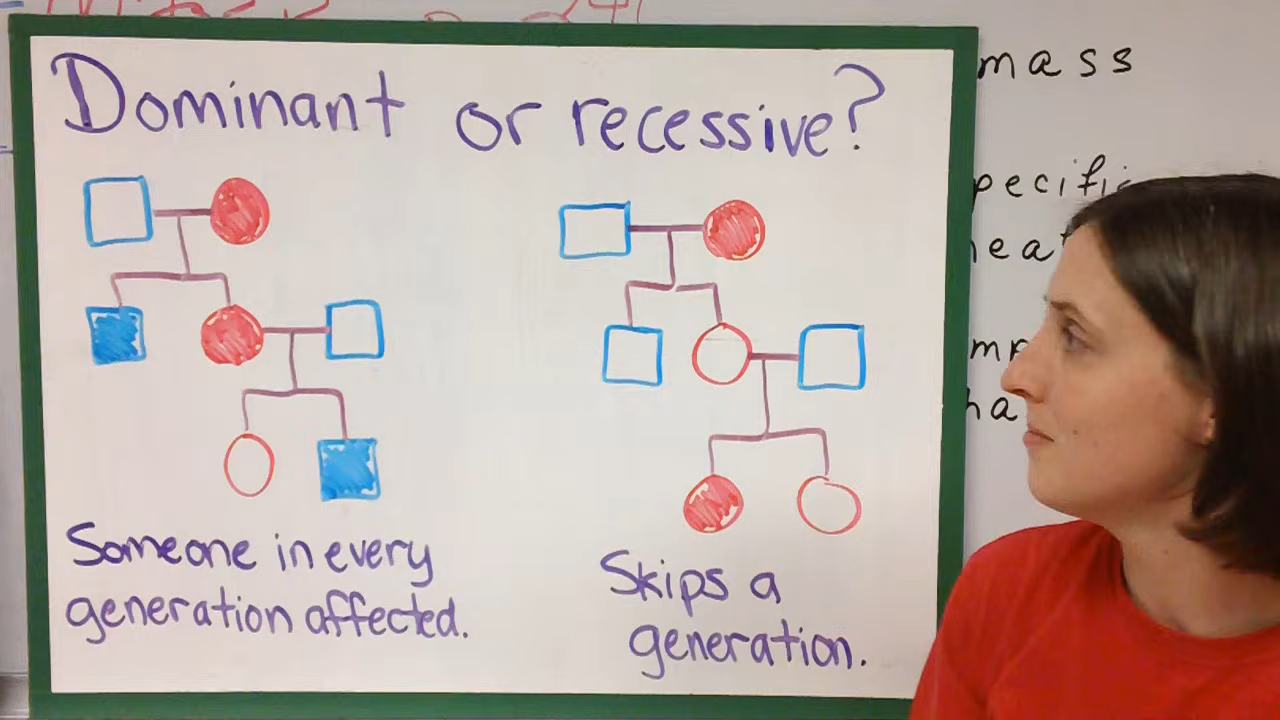 Dominant or recessive?
mass
Someone in every
generation affected.
Skips a
generation.